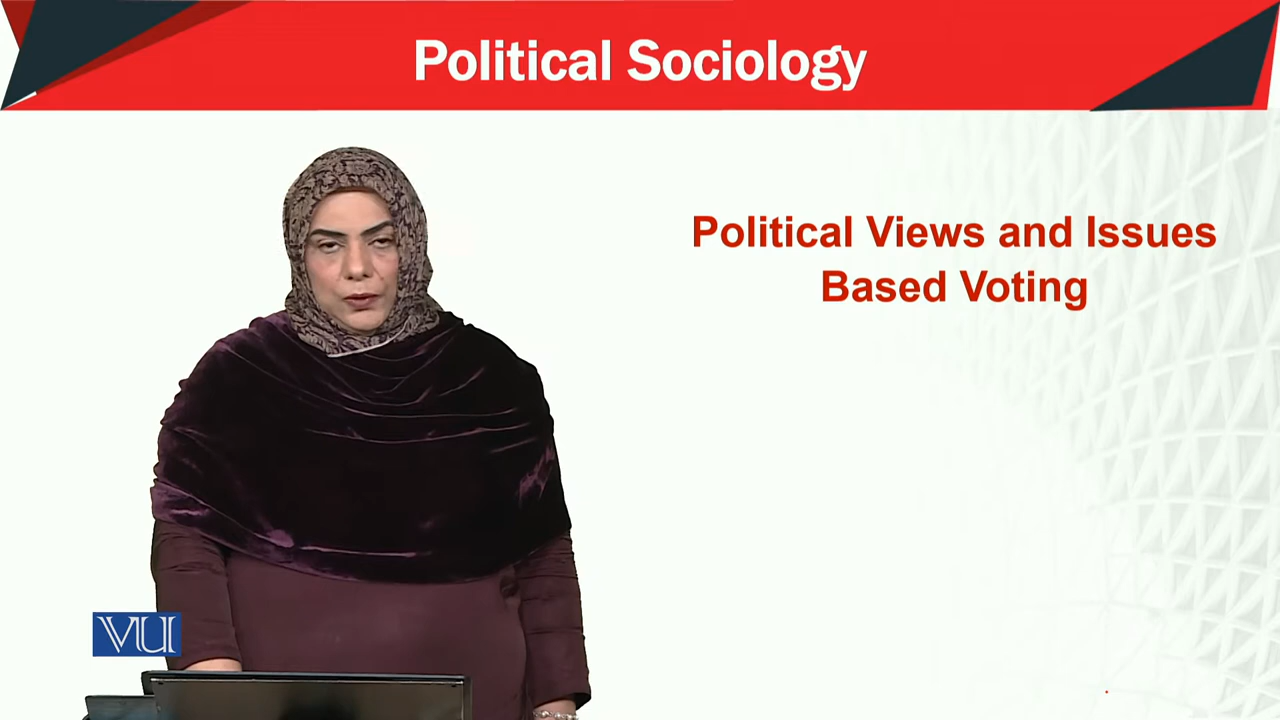 Political Sociology
Political Views and Issues
Based Voting
VU